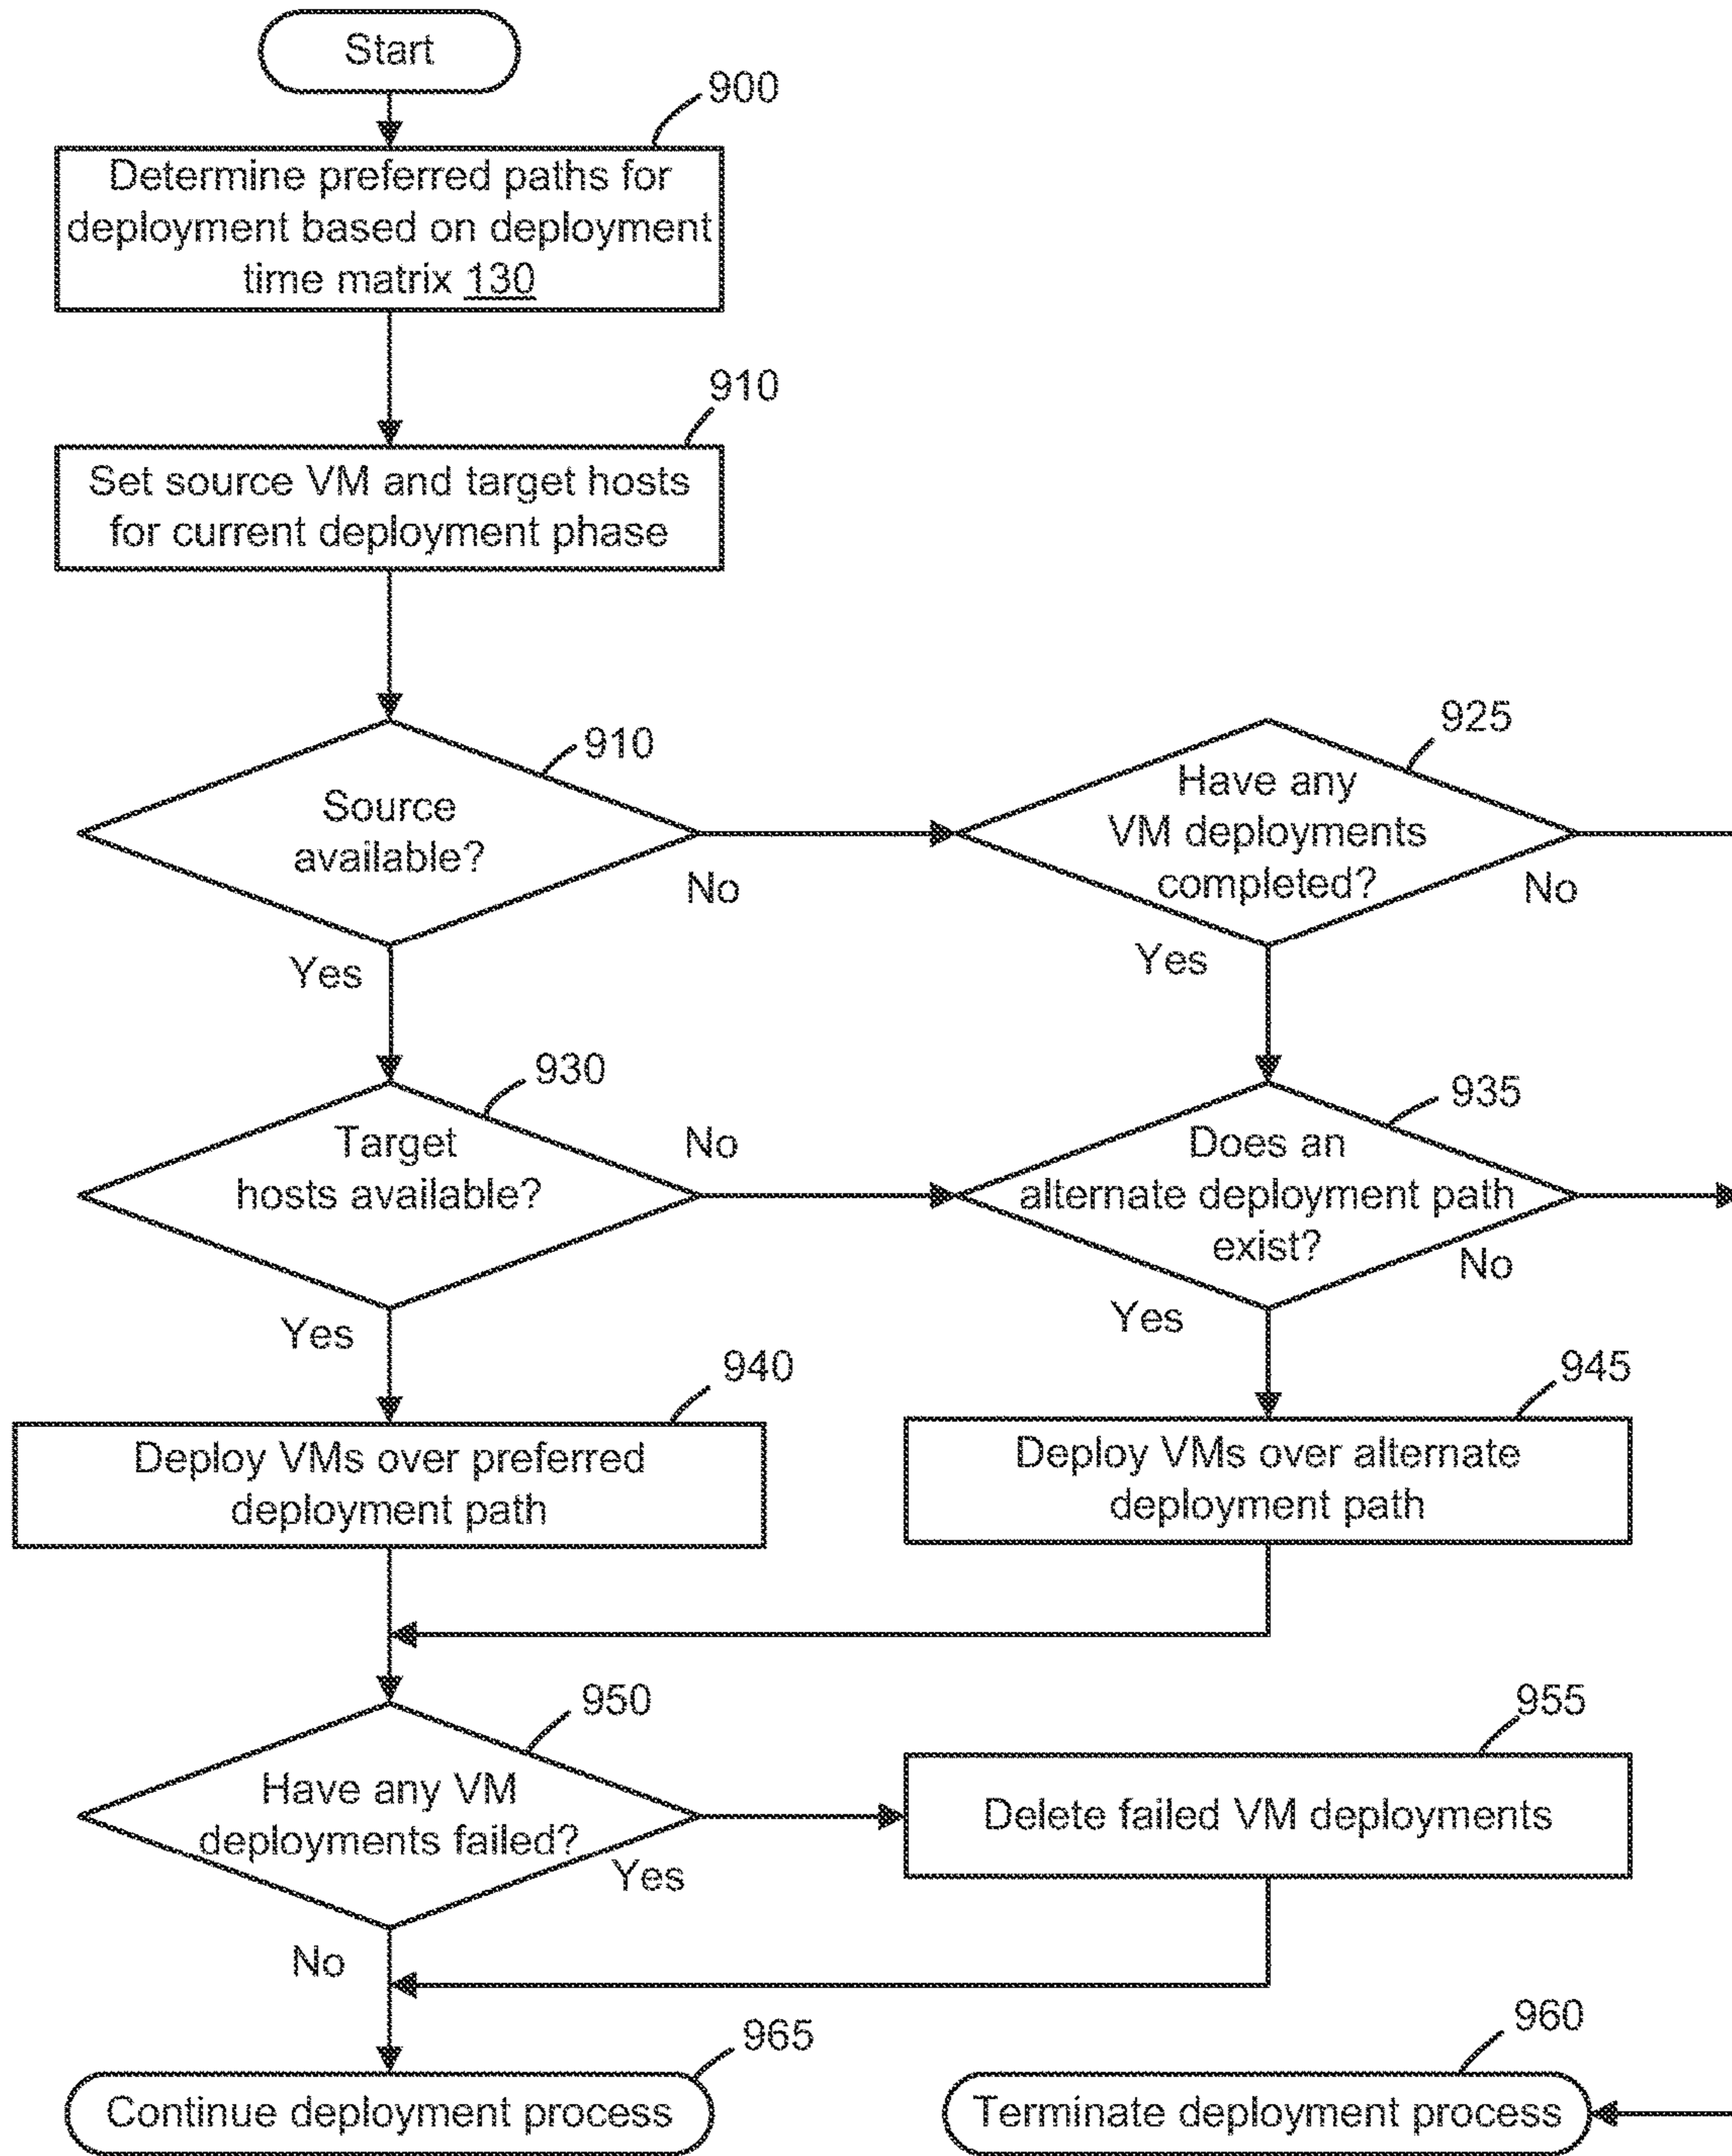 Start
900
Determine preferred paths for
deployment based on deployment
time matrix 130
910
Set source VM and target hosts
for current deployment phase
910
Source
available?
No
Yes
925
Have any
VM deployments
completed?
No
Yes
930
Target
hosts available?
No
Yes
935
Does an
alternate deployment path
exist?
No
Yes
940
Deploy VMs over preferred
deployment path
945
Deploy VMs over alternate
deployment path
950
Have any VM
deployments failed?
Yes
No
955
Delete failed VM deployments
965
Continue deployment process
960
Terminate deployment process